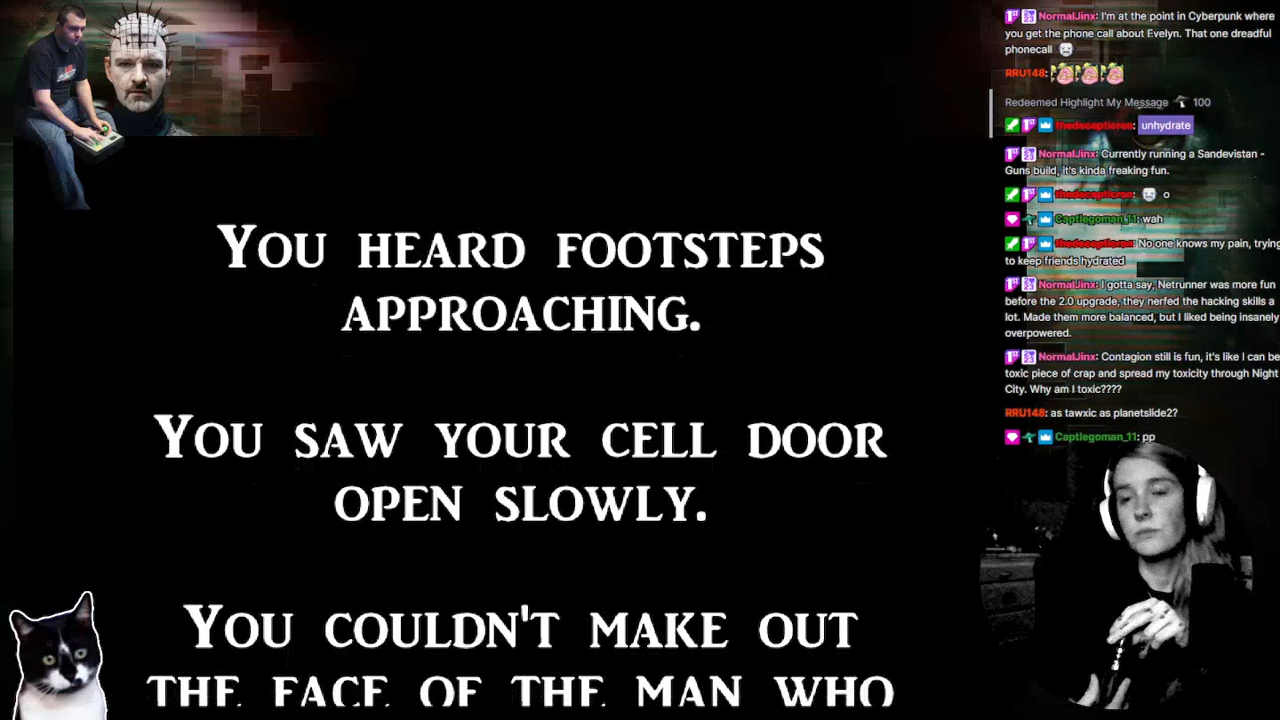 You heard footsteps
approaching.
You saw your cell door
open slowly.
You couldn't make out
the face of the man who
NormalJinx: I'm at the point in Cyberpunk where
you get the phone call about Evelyn. That one dreadful
phonecall
RRU148:
Redeemed Highlight My Message 100
thedecepticron: unhydrate
NormalJinx: Currently running a Sandevistan -
Guns build, it's kinda freaking fun.
thedecepticron: o
Captlegoman_11: wah
thedecepticron: No one knows my pain, trying
to keep friends hydrated
NormalJinx: I gotta say, Netrunner was more fun
before the 2.0 upgrade, they nerfed the hacking skills a
lot. Made them more balanced, but I liked being insanely
overpowered.
NormalJinx: Contagion still is fun, it's like I can be
toxic piece of crap and spread my toxicity through Night
City. Why am I toxic????
RRU148: as tawxic as planetslide2??
Captlegoman_11: pp